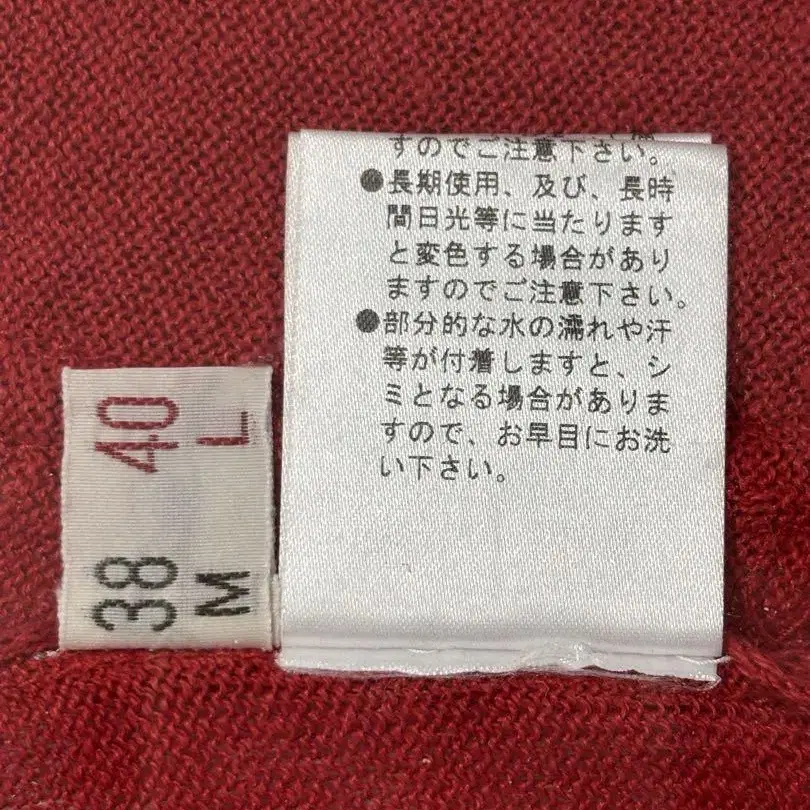 すのでご注意下さい。
●長期使用、及び、長時
間日光等に当たります
と変色する場合があり
ますのでご注意下さい。
●部分的な水の濡れや汗
等が付着しますと、シ
ミとなる場合がありま
すので、お早目にお洗
い下さい。
38 40
M L